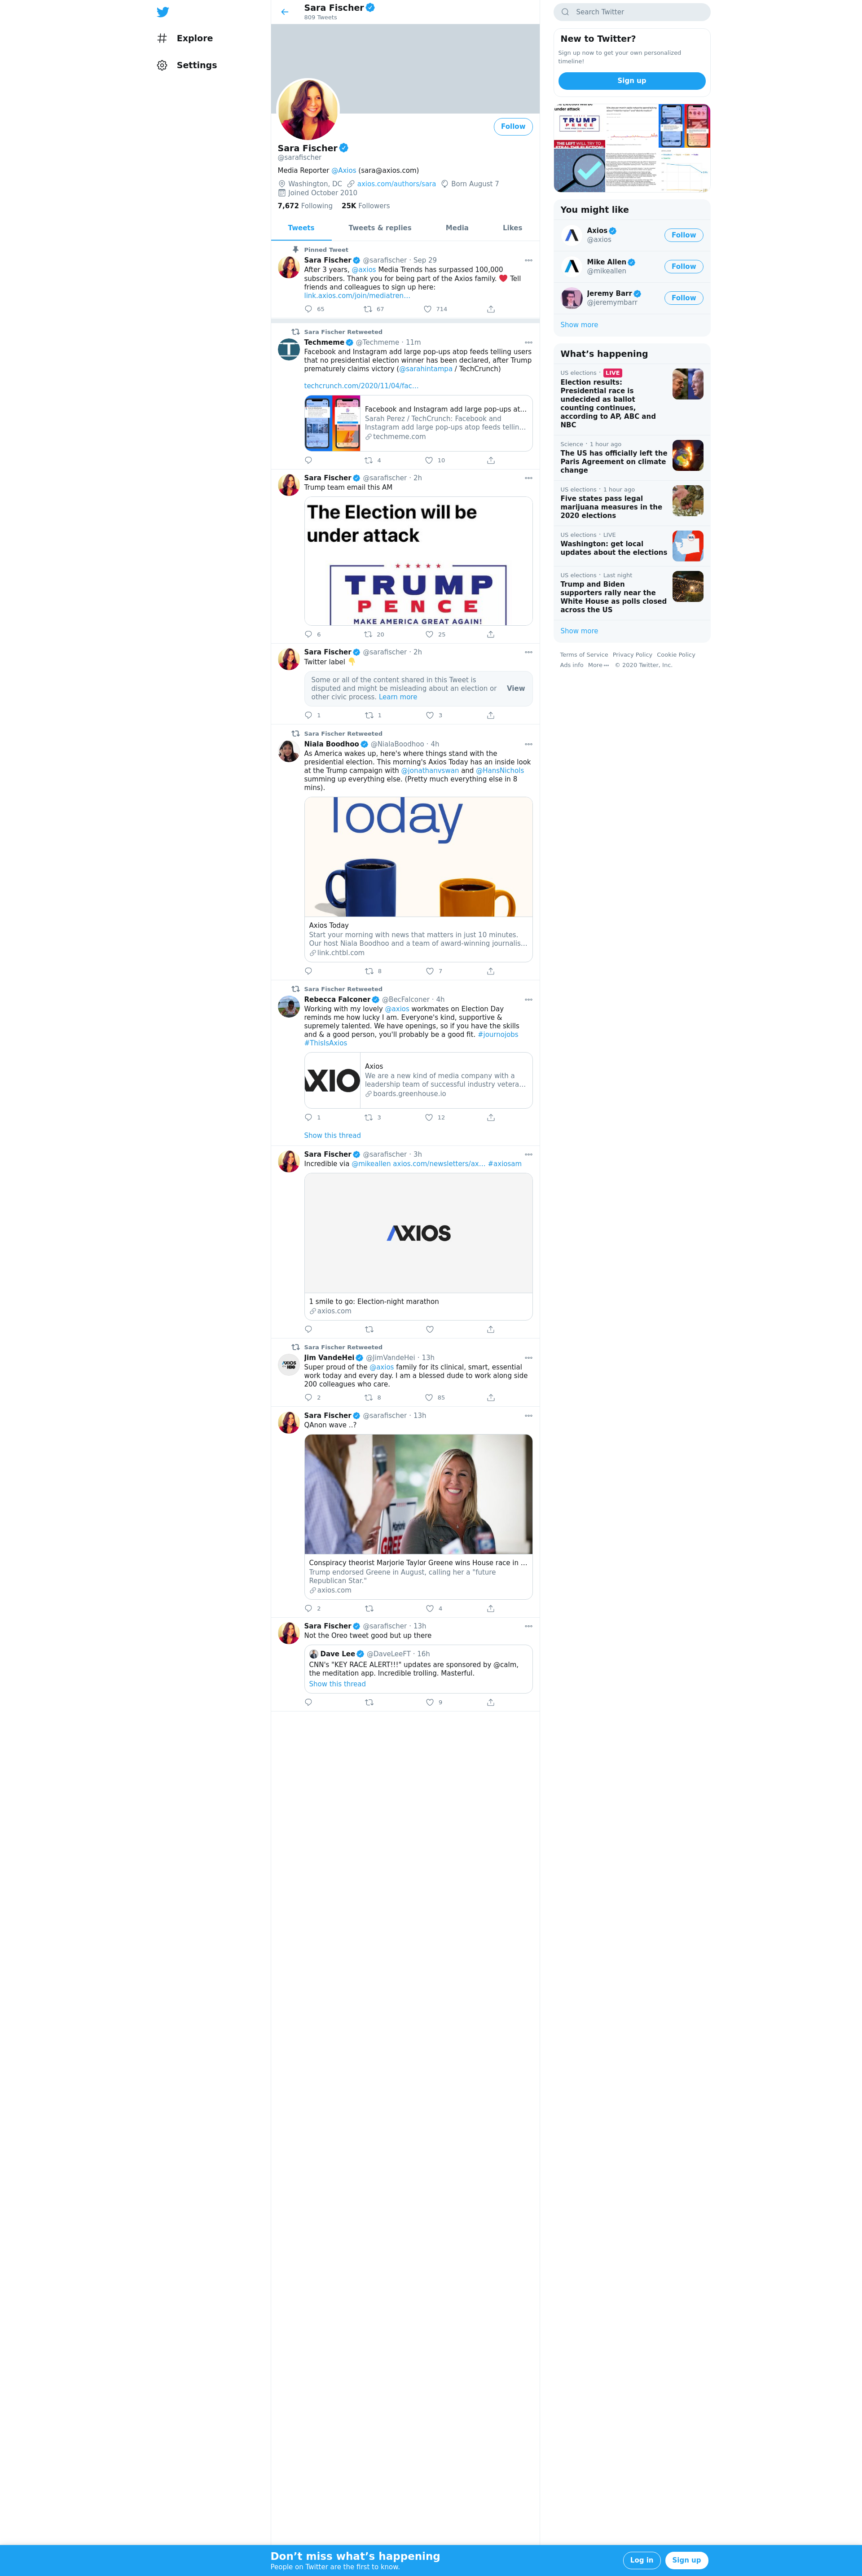 Explore
Settings
Sara Fischer
809 Tweets
Follow
Sara Fischer
@sarafischer
Media Reporter @Axios (sara@axios.com)
Washington, DC axios.com/authors/sara Born August 7
Joined October 2010
7,672 Following 25K Followers
Tweets Tweets & replies Media Likes
Pinned Tweet
Sara Fischer @sarafischer · Sep 29
After 3 years, @axios Media Trends has surpassed 100,000
subscribers. Thank you for being part of the Axios family. ❤️ Tell
friends and colleagues to sign up here:
link.axios.com/join/mediatren…
65 67 714
Sara Fischer Retweeted
Techmeme @Techmeme · 11m
Facebook and Instagram add large pop-ups atop feeds telling users
that no presidential election winner has been declared, after Trump
prematurely claims victory (@sarahintampa / TechCrunch)
techcrunch.com/2020/11/04/fac…
Facebook and Instagram add large pop-ups at…
Sarah Perez / TechCrunch: Facebook and
Instagram add large pop-ups atop feeds tellin…
techmeme.com
4 10
Sara Fischer @sarafischer · 2h
Trump team email this AM
The Election will be
under attack
TRUMP
PENCE
MAKE AMERICA GREAT AGAIN!
6 20 25
Sara Fischer @sarafischer · 2h
Twitter label 👇
Some or all of the content shared in this Tweet is
disputed and might be misleading about an election or
other civic process. Learn more
View
1 1 3
Sara Fischer Retweeted
Niala Boodhoo @NialaBoodhoo · 4h
As America wakes up, here's where things stand with the
presidential election. This morning's Axios Today has an inside look
at the Trump campaign with @jonathanvswan and @HansNichols
summing up everything else. (Pretty much everything else in 8
mins).
Today
Axios Today
Start your morning with news that matters in just 10 minutes.
Our host Niala Boodhoo and a team of award-winning journalis…
link.chtbl.com
8 7
Sara Fischer Retweeted
Rebecca Falconer @BecFalconer · 4h
Working with my lovely @axios workmates on Election Day
reminds me how lucky I am. Everyone's kind, supportive &
supremely talented. We have openings, so if you have the skills
and & a good person, you'll probably be a good fit. #journojobs
#ThisIsAxios
AXIO
Axios
We are a new kind of media company with a
leadership team of successful industry vetera…
boards.greenhouse.io
1 3 12
Show this thread
Sara Fischer @sarafischer · 3h
Incredible via @mikeallen axios.com/newsletters/ax… #axiosam
AXIOS
1 smile to go: Election-night marathon
axios.com
Sara Fischer Retweeted
Jim VandeHei @JimVandeHei · 13h
Super proud of the @axios family for its clinical, smart, essential
work today and every day. I am a blessed dude to work along side
200 colleagues who care.
2 8 85
Sara Fischer @sarafischer · 13h
QAnon wave ..?
Conspiracy theorist Marjorie Taylor Greene wins House race in …
Trump endorsed Greene in August, calling her a "future
Republican Star."
axios.com
2 4
Sara Fischer @sarafischer · 13h
Not the Oreo tweet good but up there
Dave Lee @DaveLeeFT · 16h
CNN's "KEY RACE ALERT!!!" updates are sponsored by @calm,
the meditation app. Incredible trolling. Masterful.
Show this thread
9
Search Twitter
New to Twitter?
Sign up now to get your own personalized
timeline!
Sign up
under attack
TRUMP
PENCE
THE LEFT WILL TRY TO
You might like
Axios
@axios
Follow
Mike Allen
@mikeallen
Follow
Jeremy Barr
@jeremymbarr
Follow
Show more
What's happening
US elections · LIVE
Election results:
Presidential race is
undecided as ballot
counting continues,
according to AP, ABC and
NBC
Science · 1 hour ago
The US has officially left the
Paris Agreement on climate
change
US elections · 1 hour ago
Five states pass legal
marijuana measures in the
2020 elections
US elections · LIVE
Washington: get local
updates about the elections
US elections · Last night
Trump and Biden
supporters rally near the
White House as polls closed
across the US
Show more
Terms of Service Privacy Policy Cookie Policy
Ads info More © 2020 Twitter, Inc.
Don't miss what's happening
People on Twitter are the first to know.
Log in Sign up